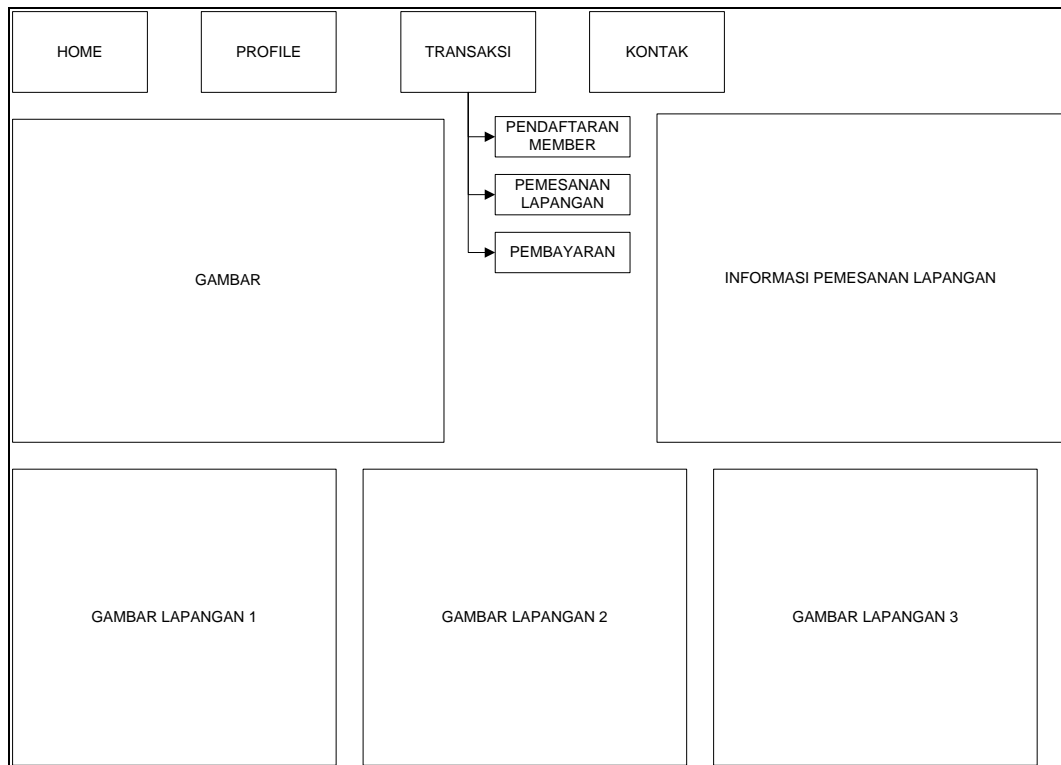 HOME
PROFILE
TRANSAKSI
KONTAK
PENDAFTARAN
MEMBER
PEMESANAN
LAPANGAN
PEMBAYARAN
GAMBAR
INFORMASI PEMESANAN LAPANGAN
GAMBAR LAPANGAN 1
GAMBAR LAPANGAN 2
GAMBAR LAPANGAN 3